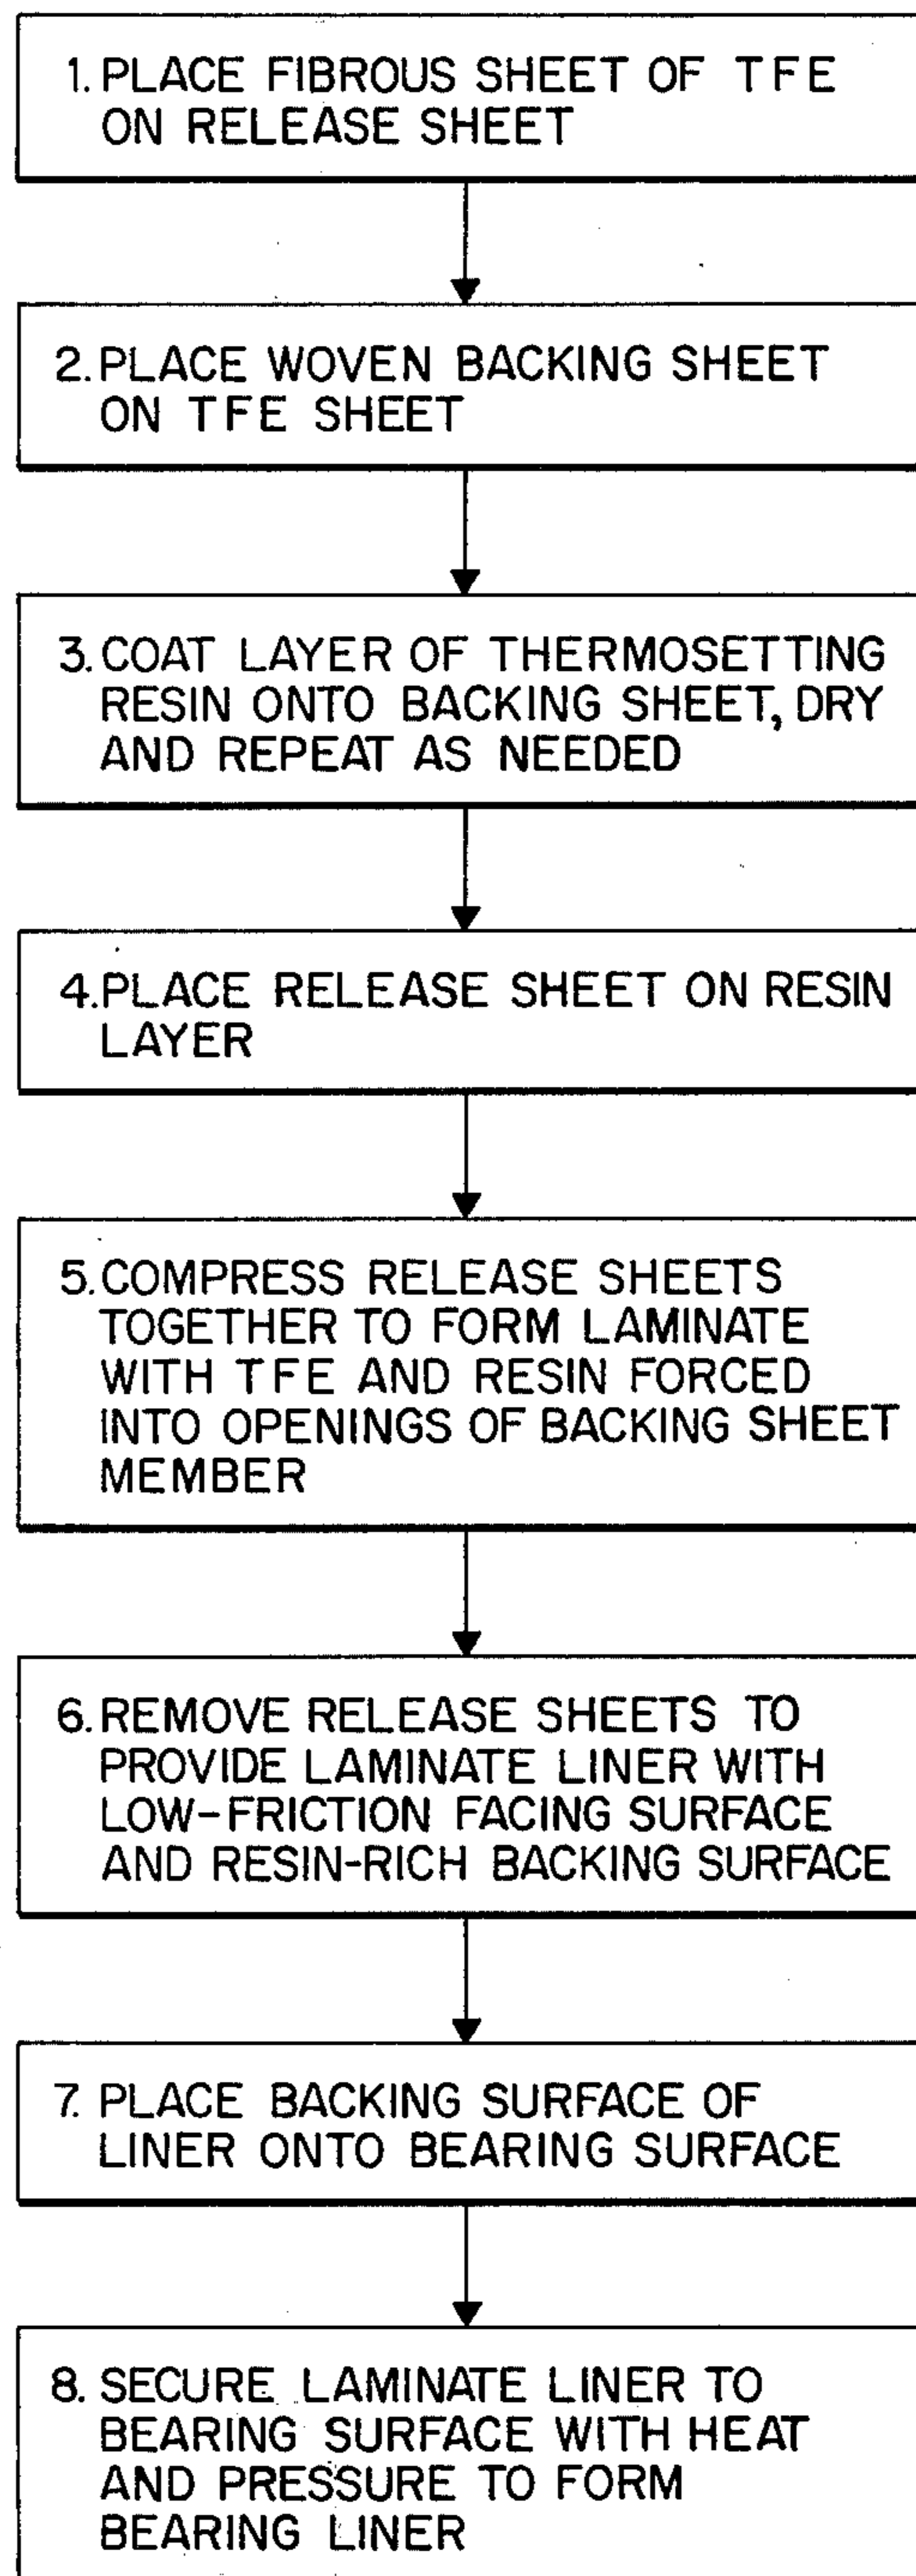 1. PLACE FIBROUS SHEET OF TFE
ON RELEASE SHEET
2. PLACE WOVEN BACKING SHEET
ON TFE SHEET
3. COAT LAYER OF THERMOSETTING
RESIN ONTO BACKING SHEET, DRY
AND REPEAT AS NEEDED
4. PLACE RELEASE SHEET ON RESIN
LAYER
5. COMPRESS RELEASE SHEETS
TOGETHER TO FORM LAMINATE
WITH TFE AND RESIN FORCED
INTO OPENINGS OF BACKING SHEET
MEMBER
6. REMOVE RELEASE SHEETS TO
PROVIDE LAMINATE LINER WITH
LOW-FRICTION FACING SURFACE
AND RESIN-RICH BACKING SURFACE
7. PLACE BACKING SURFACE OF
LINER ONTO BEARING SURFACE
8. SECURE LAMINATE LINER TO
BEARING SURFACE WITH HEAT
AND PRESSURE TO FORM
BEARING LINER